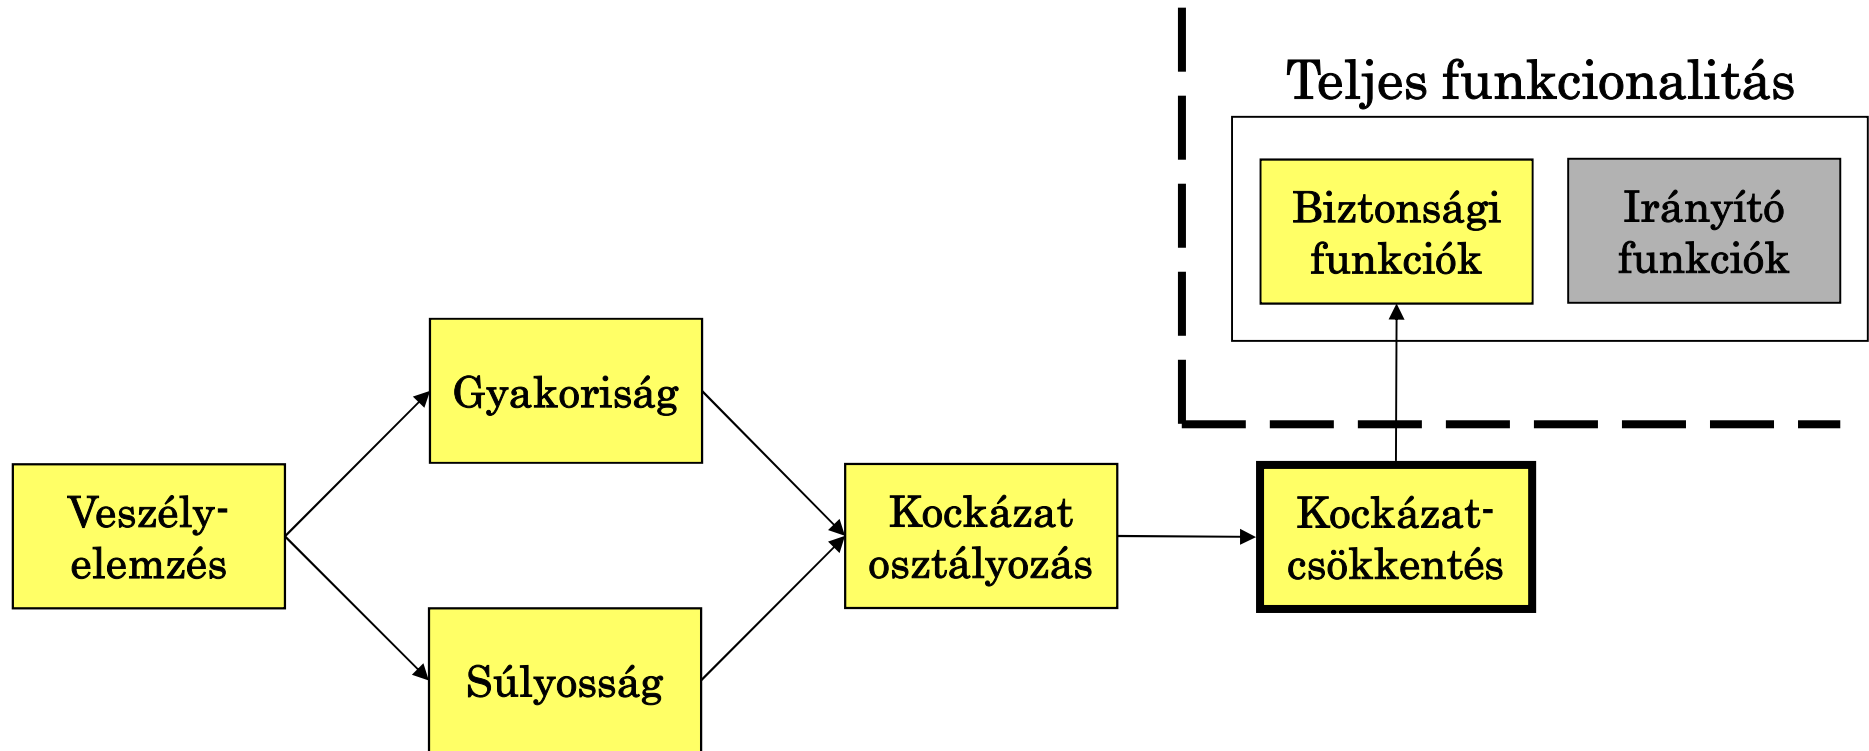 Teljes funkcionalitás
Biztonsági
funkciók
Irányító
funkciók
Gyakoriság
Veszély-
elemzés
Kockázat
osztályozás
Kockázat-
csökkentés
Súlyosság